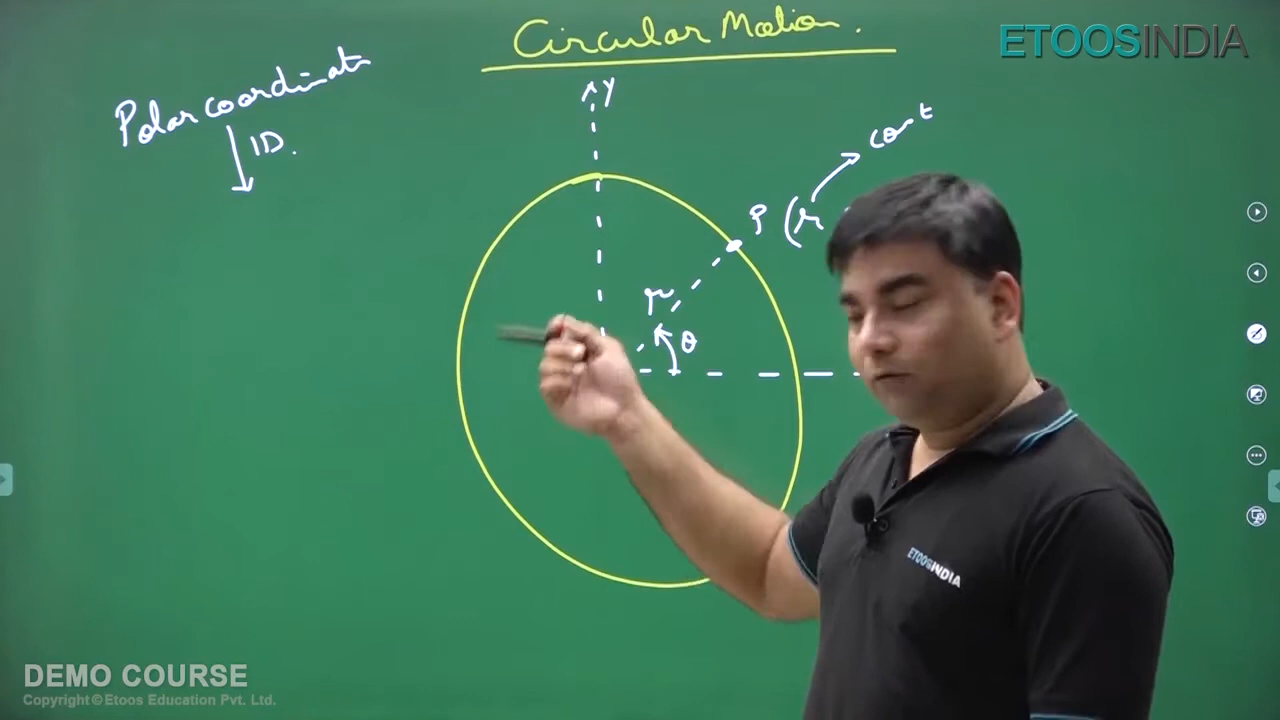 Circular Motion.
ETOOSINDIA
Polar coordinate
1D.
Y
const
P (r
r
θ
ETOOSINDIA
DEMO COURSE
Copyright © Etoos Education Pvt. Ltd.